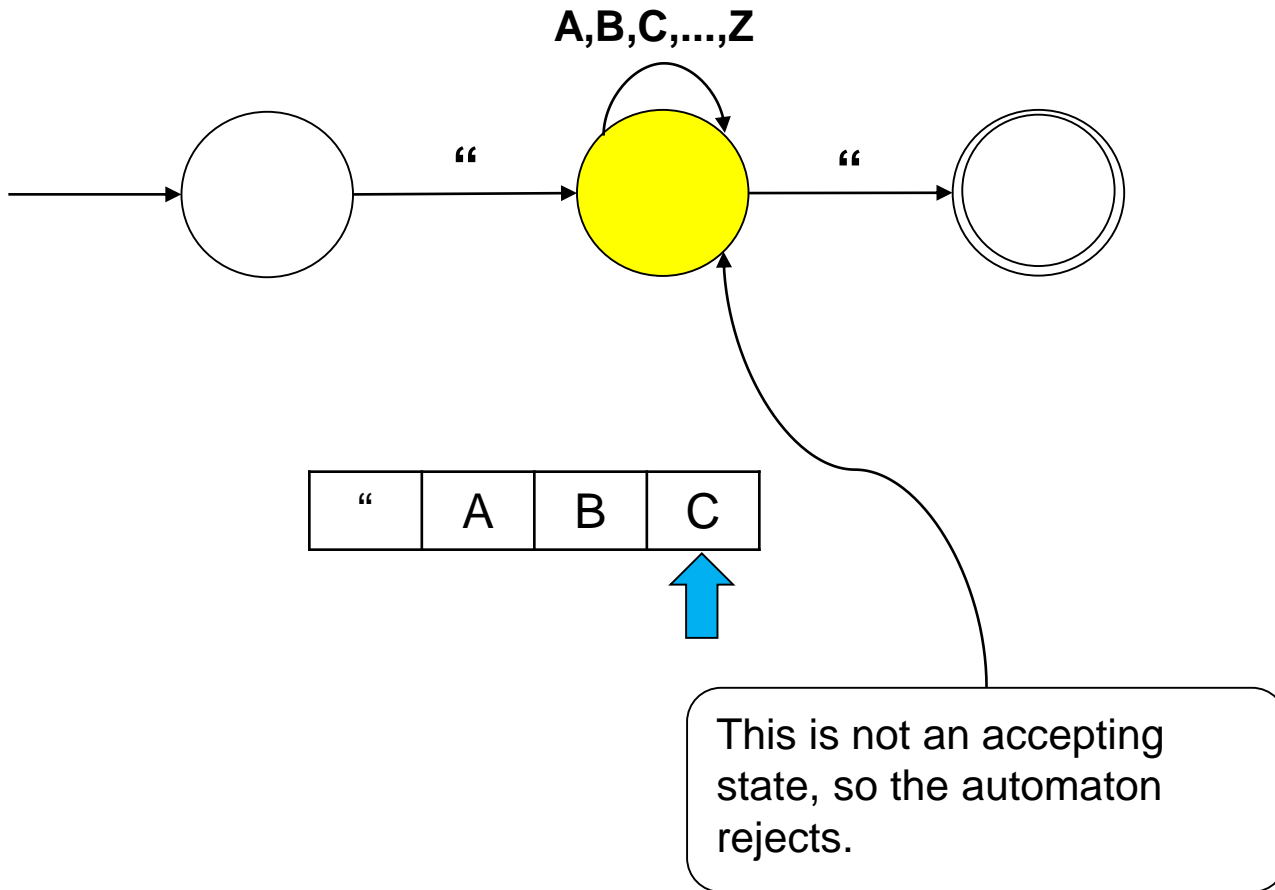 A,B,C,...,Z
“ “
“ A B C
This is not an accepting
state, so the automaton
rejects.